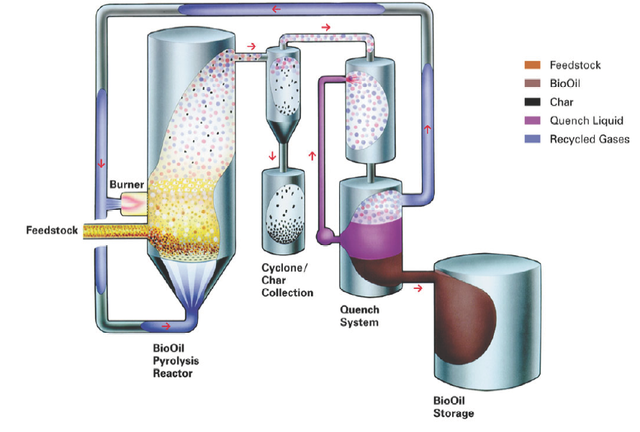 Feedstock
BioOil
Char
Quench Liquid
Recycled Gases
Burner
Feedstock
Cyclone/
Char
Collection
Quench
System
BioOil
Pyrolysis
Reactor
BioOil
Storage